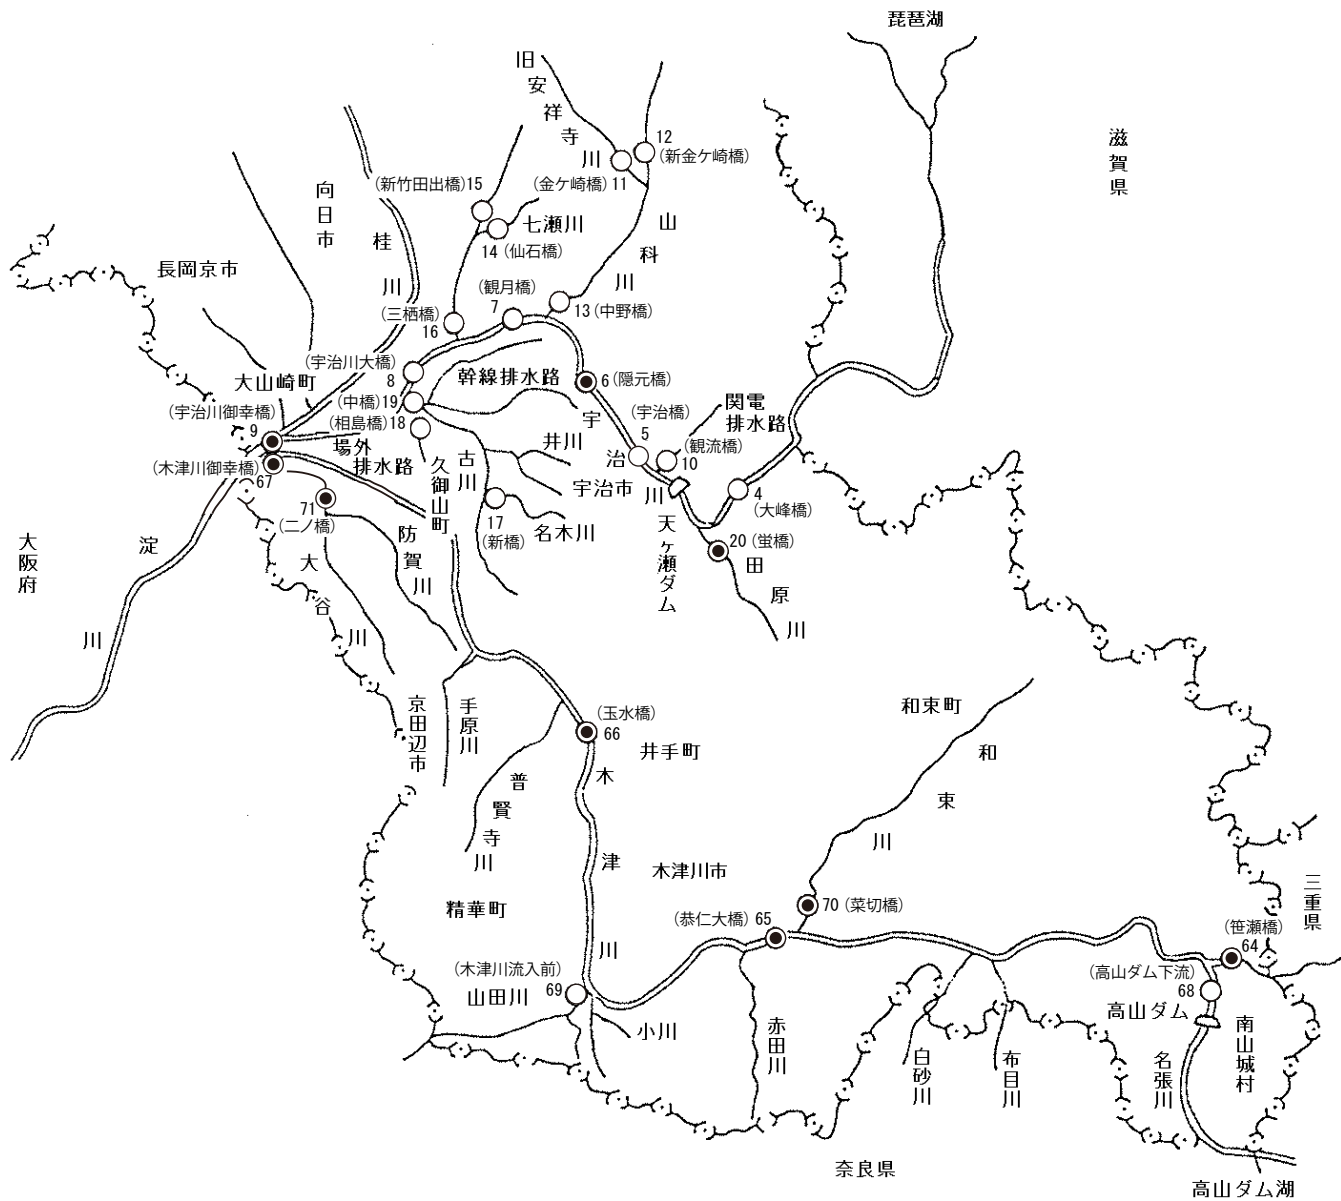 琵琶湖
滋賀県
旧安祥寺川
12
(新金ケ崎橋)
(金ケ崎橋) 11
(新竹田出橋)15
七瀬川
14 (仙石橋)
山科川
向日市
桂川
長岡京市
(観月橋)
7
13 (中野橋)
(三栖橋)
16
(宇治川大橋)
8
幹線排水路
6 (隠元橋)
大山崎町
(中橋) 19
(宇治川御幸橋)
9
(相島橋) 18
場外
排水路
(木津川御幸橋)
67
宇治川
(宇治橋)
5
関電
排水路
(観流橋)
10
井川
古川
宇治市
久御山町
4
(大峰橋)
71
(二ノ橋)
17
(新橋)
名木川
防賀川
天ヶ瀬ダム
20 (蛍橋)
田原川
大阪府
淀川
大谷川
京田辺市
手原川
(玉水橋)
66
井手町
和束町
和束川
普賢寺川
木津川
木津川市
精華町
70 (菜切橋)
(恭仁大橋) 65
三重県
(笹瀬橋)
64
(木津川流入前)
69
山田川
小川
赤田川
白砂川
布目川
(高山ダム下流)
68
高山ダム
名張川
南山城村
奈良県
高山ダム湖